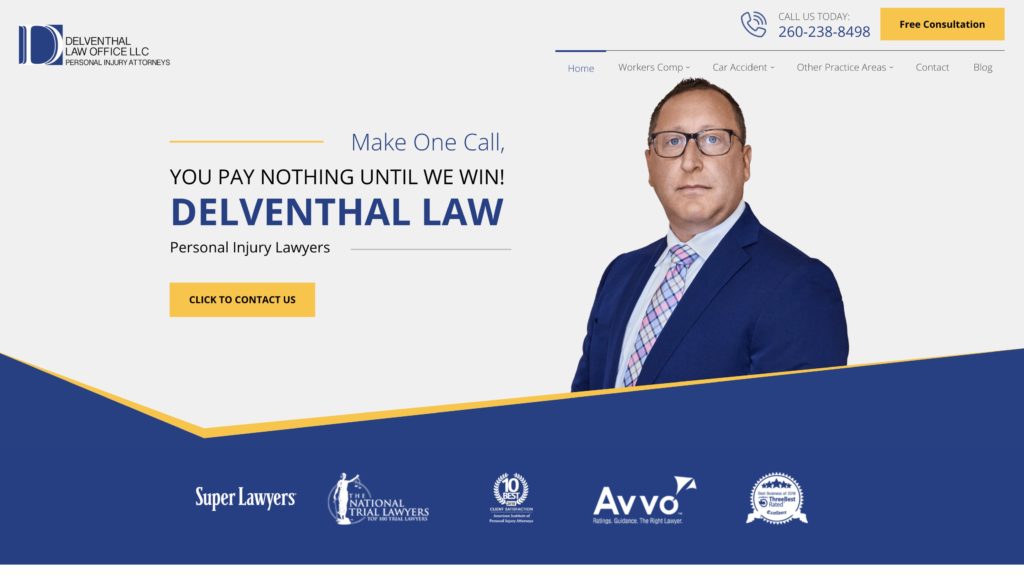 DELVENTHAL
LAW OFFICE LLC
PERSONAL INJURY ATTORNEYS
CALL US TODAY:
260-238-8498
Free Consultation
Home
Workers Comp
Car Accident
Other Practice Areas
Contact
Blog
Make One Call,
YOU PAY NOTHING UNTIL WE WIN!
DELVENTHAL LAW
Personal Injury Lawyers
CLICK TO CONTACT US
Super Lawyers
THE
NATIONAL
TRIAL LAWYERS
TOP 100 TRIAL LAWYERS
10
BEST
CLIENT SATISFACTION
American Institute of
Personal Injury Attorneys
Avvo
Ratings. Guidance. The Right Lawyer.
Best Business of 2018
ThreeBest
Rated
Excellence